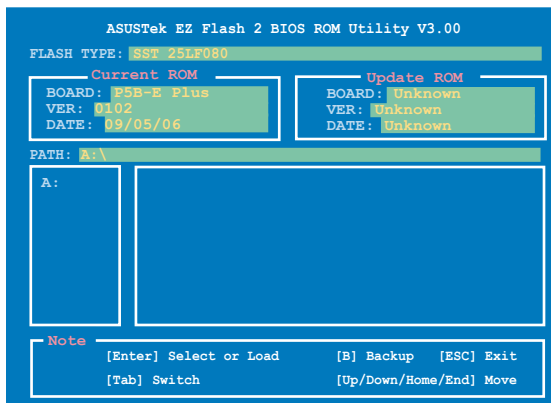 ASUSTek EZ Flash 2 BIOS ROM Utility V3.00
FLASH TYPE: SST 25LF080
Current ROM
BOARD: P5B-E Plus
VER: 0102
DATE: 09/05/06
Update ROM
BOARD: Unknown
VER: Unknown
DATE: Unknown
PATH: A:\
A:
Note
[Enter] Select or Load [B] Backup [ESC] Exit
[Tab] Switch [Up/Down/Home/End] Move